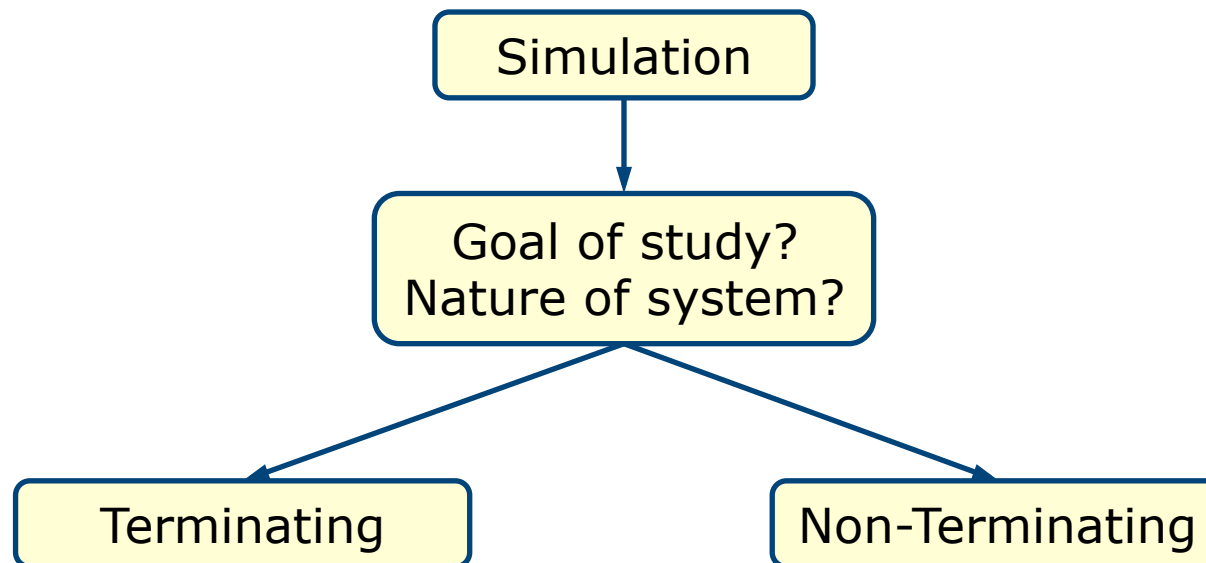 Simulation
Goal of study?
Nature of system?
Terminating
Non-Terminating